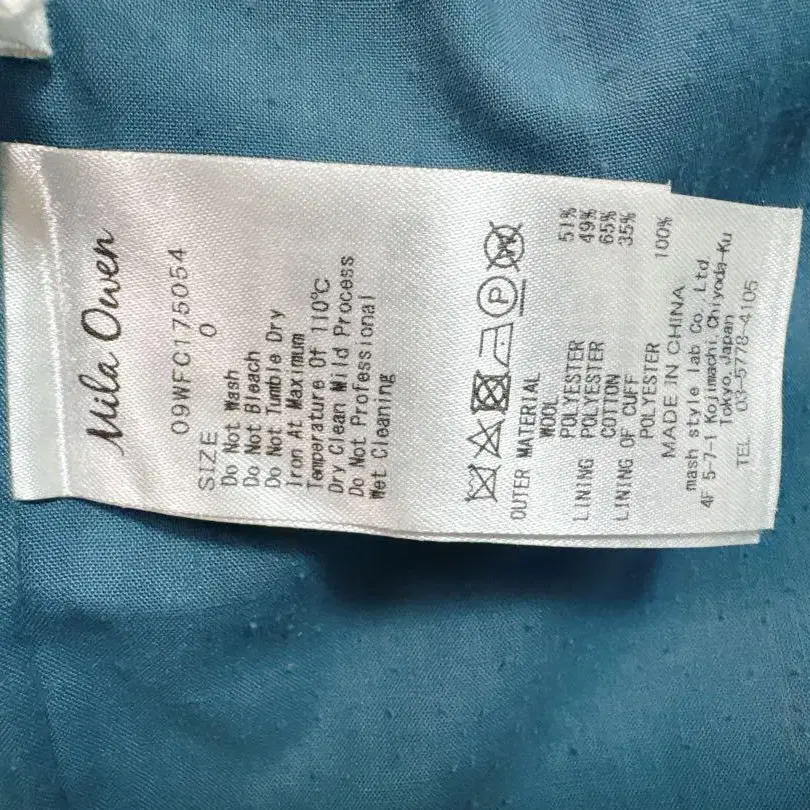 Mila Owen
09WFC175054
SIZE 0
Do Not Wash
Do Not Bleach
Do Not Tumble Dry
Iron At Maximum
Temperature Of 110℃
Dry Clean Mild Process
Do Not Professional
Wet Cleaning
P
W
OUTER MATERIAL
WOOL 51%
POLYESTER 49%
LINING POLYESTER 65%
COTTON 35%
LINING OF CUFF
POLYESTER 100%
MADE IN CHINA
mash style lab Co., Ltd.
4F 5-7-1 Kojimachi, Chiyoda-Ku
Tokyo, Japan
TEL 03-5778-4105